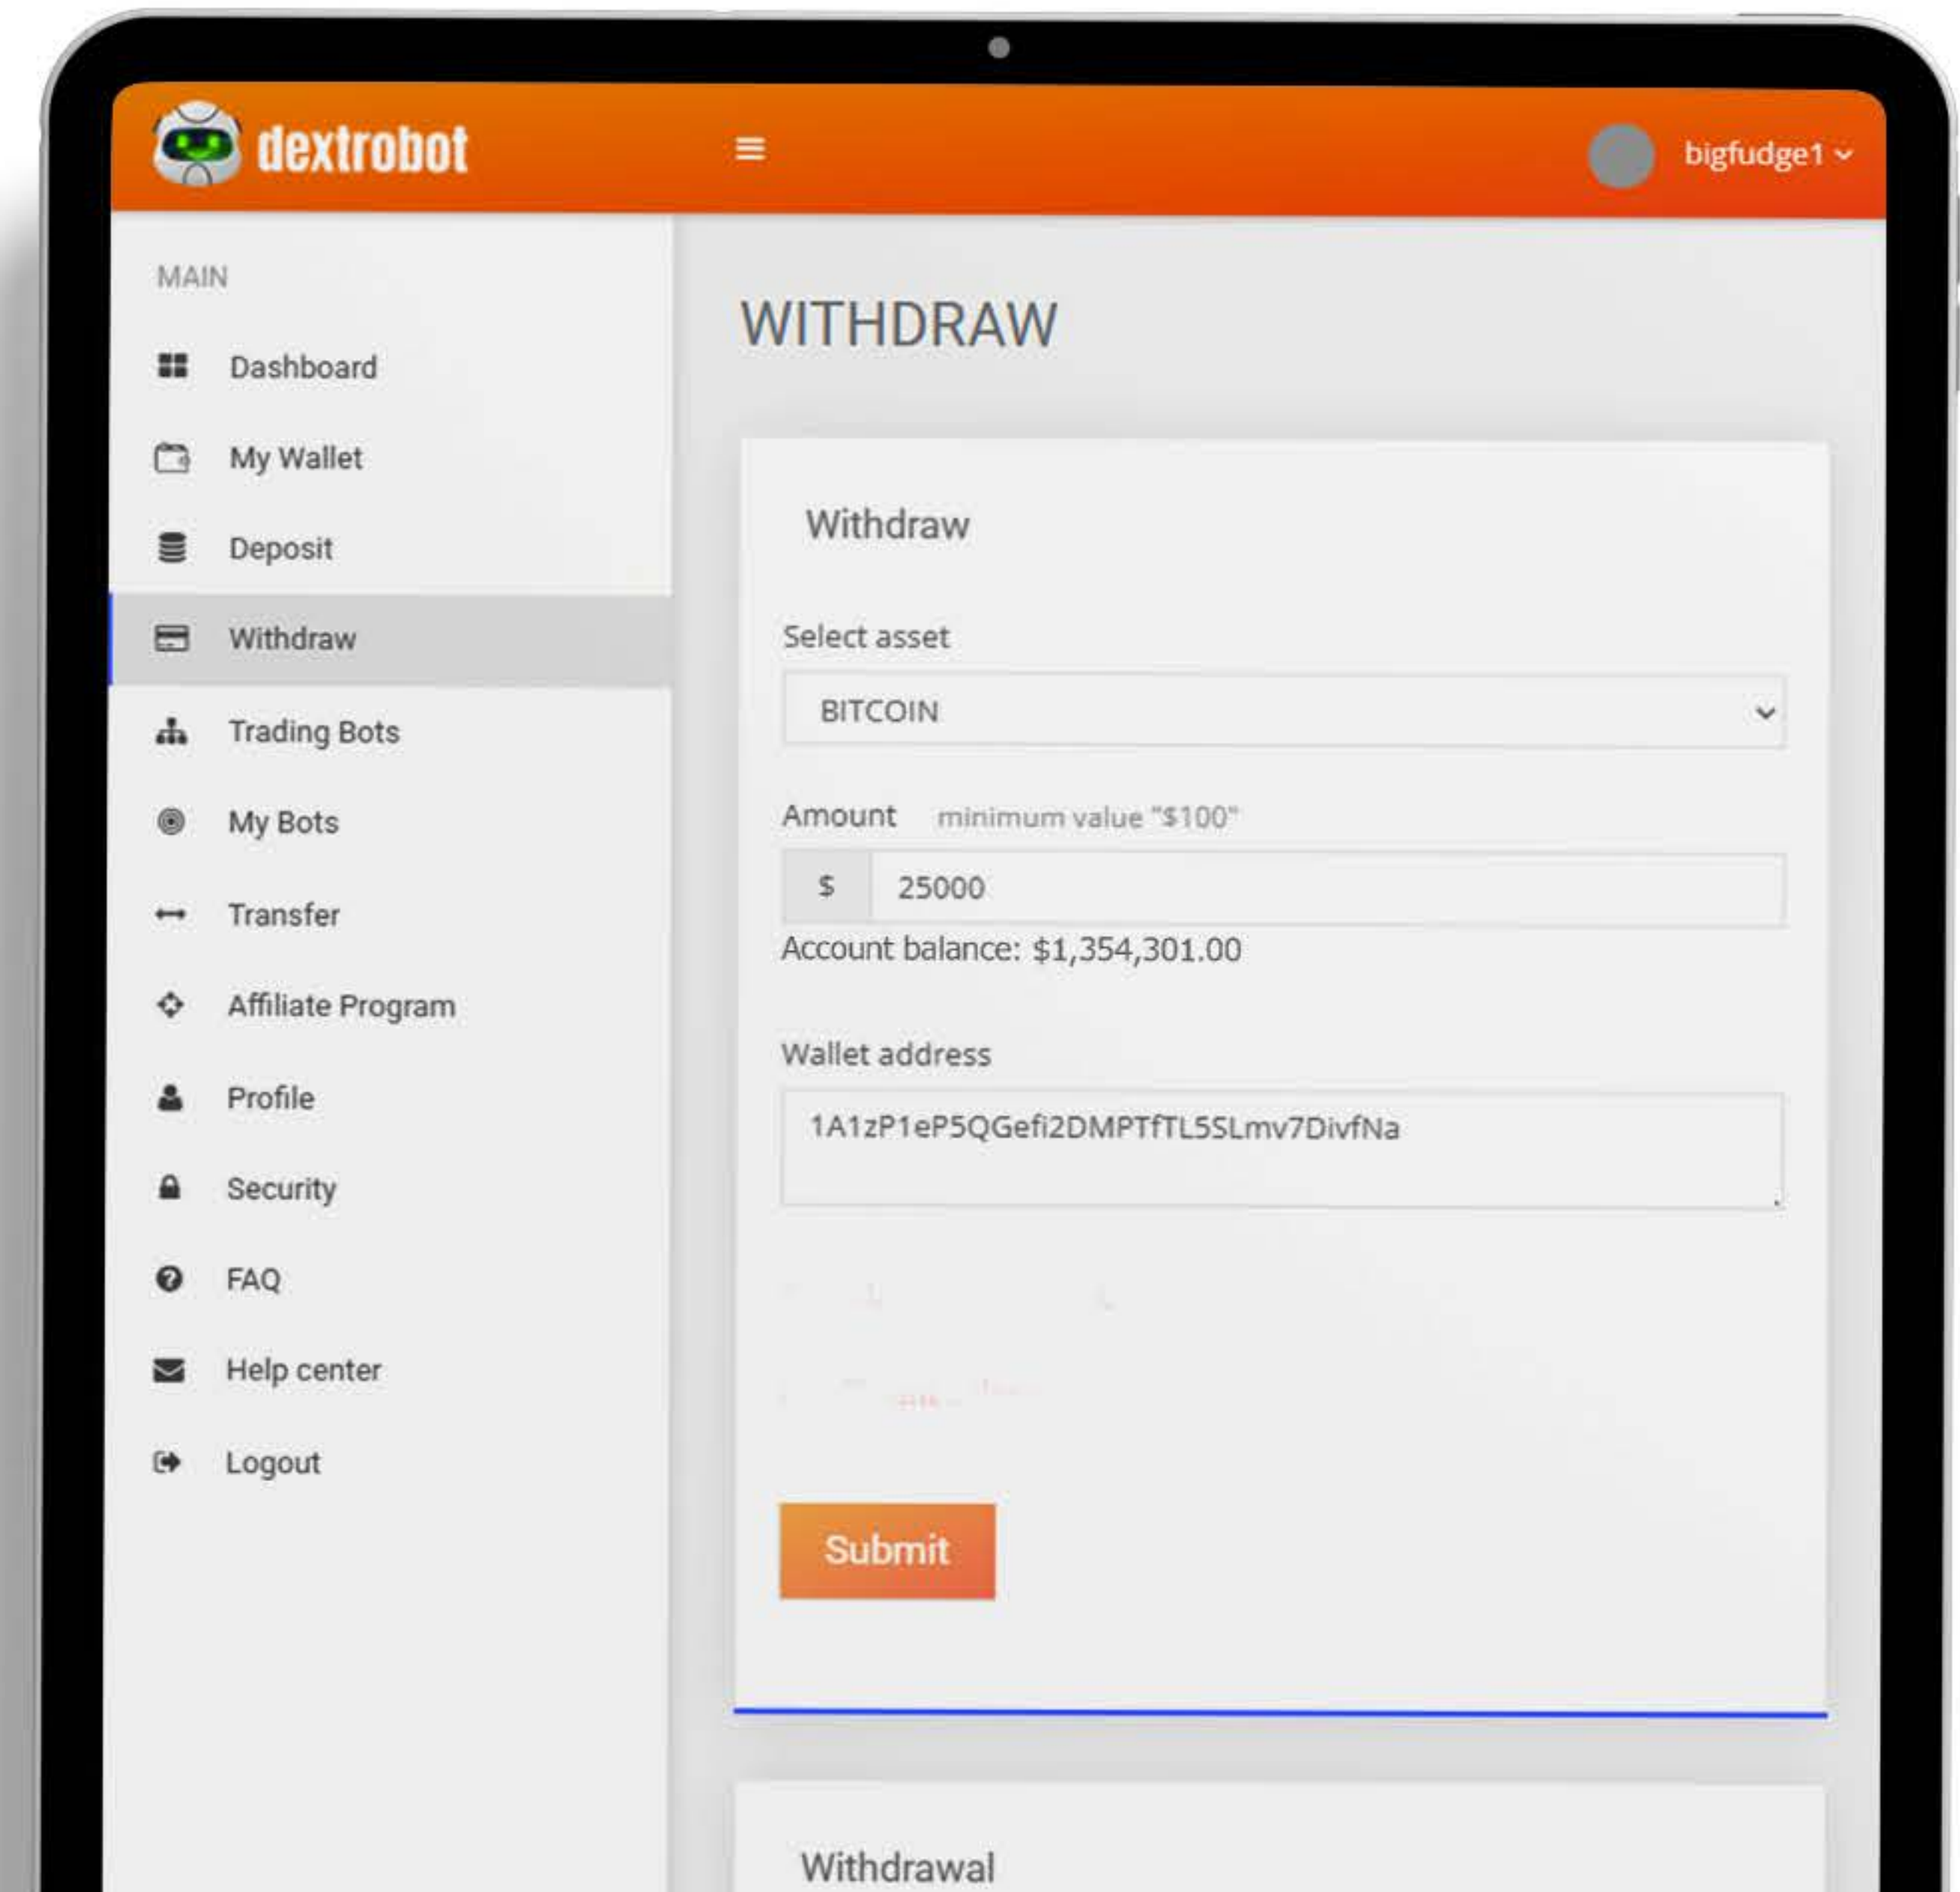 dextrobot
bigfudge1
MAIN
Dashboard
My Wallet
Deposit
Withdraw
Trading Bots
My Bots
Transfer
Affiliate Program
Profile
Security
FAQ
Help center
Logout
WITHDRAW
Withdraw
Select asset
BITCOIN
Amount minimum value "$100"
$ 25000
Account balance: $1,354,301.00
Wallet address
1A1zP1eP5QGefi2DMPTfTL5SLmv7DivfNa
Submit
Withdrawal